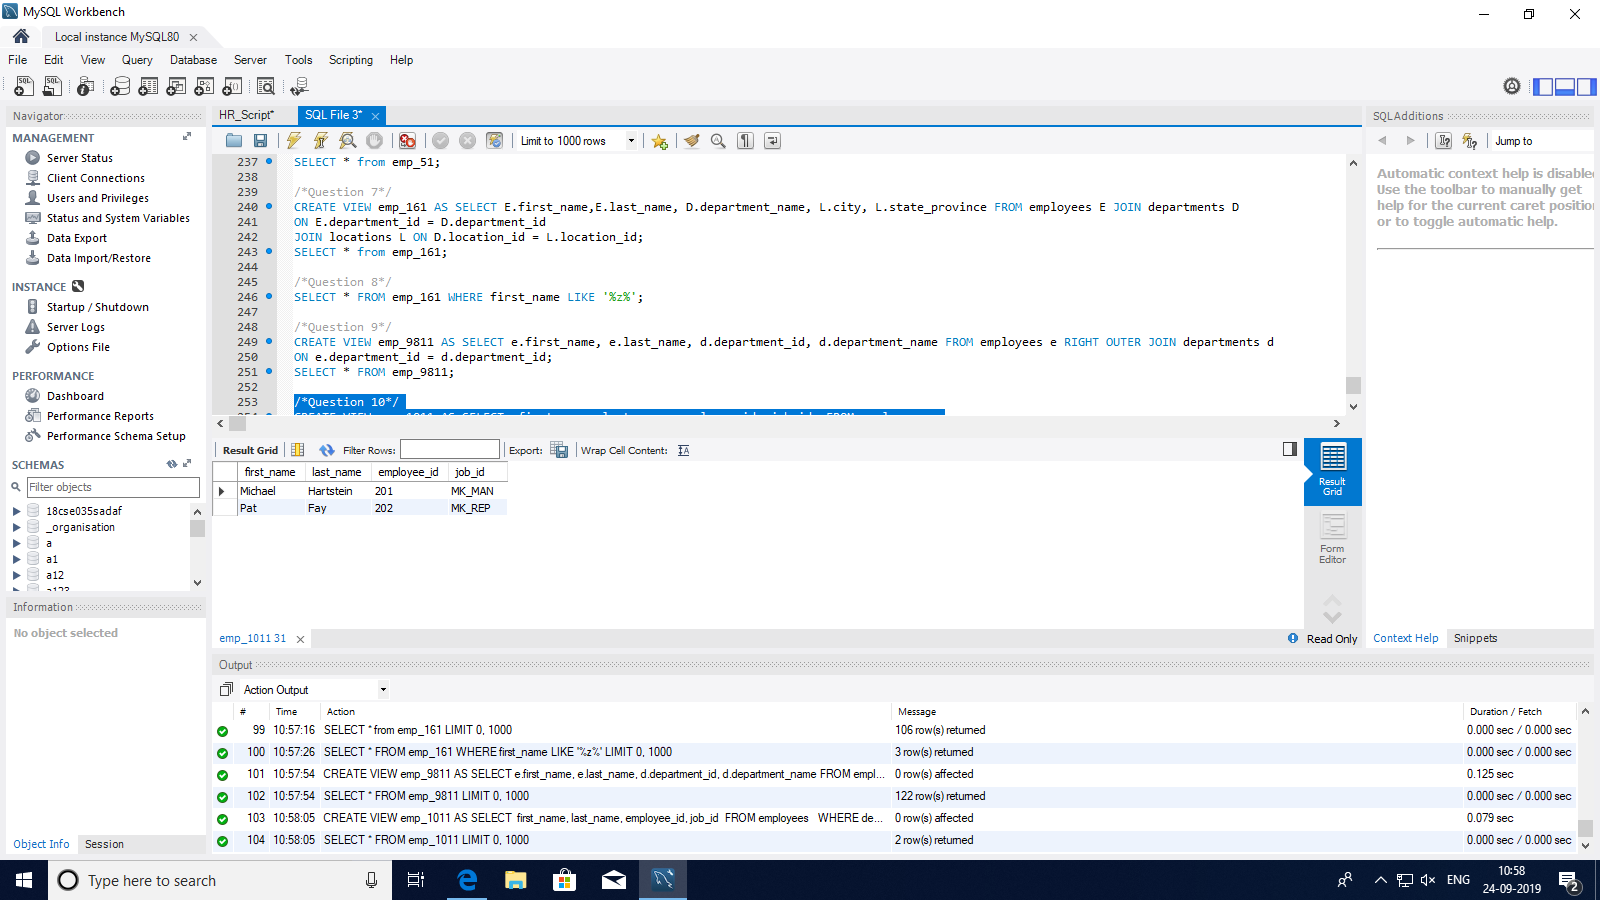 MySQL Workbench
Local instance MySQL80
File Edit View Query Database Server Tools Scripting Help
Navigator
MANAGEMENT
Server Status
Client Connections
Users and Privileges
Status and System Variables
Data Export
Data Import/Restore
INSTANCE
Startup / Shutdown
Server Logs
Options File
PERFORMANCE
Dashboard
Performance Reports
Performance Schema Setup
SCHEMAS
Filter objects
18cse035sadaf
_organisation
a
a1
a12
a123
Information
No object selected
Object Info Session
HR_Script* SQL File 3*
Limit to 1000 rows
237 SELECT * from emp_51;
238
239 /*Question 7*/
240 CREATE VIEW emp_161 AS SELECT E.first_name,E.last_name, D.department_name, L.city, L.state_province FROM employees E JOIN departments D
241 ON E.department_id = D.department_id
242 JOIN locations L ON D.location_id = L.location_id;
243 SELECT * from emp_161;
244
245 /*Question 8*/
246 SELECT * FROM emp_161 WHERE first_name LIKE '%z%';
247
248 /*Question 9*/
249 CREATE VIEW emp_9811 AS SELECT e.first_name, e.last_name, d.department_id, d.department_name FROM employees e RIGHT OUTER JOIN departments d
250 ON e.department_id = d.department_id;
251 SELECT * FROM emp_9811;
252
253 /*Question 10*/
Result Grid Filter Rows: Export: Wrap Cell Content:
first_name last_name employee_id job_id
Michael Hartstein 201 MK_MAN
Pat Fay 202 MK_REP
Result Grid
Form Editor
emp_1011 31
Read Only
SQLAdditions
Jump to
Automatic context help is disable
Use the toolbar to manually get
help for the current caret position
or to toggle automatic help.
Context Help Snippets
Output
Action Output
# Time Action Message Duration / Fetch
99 10:57:16 SELECT * from emp_161 LIMIT 0, 1000 106 row(s) returned 0.000 sec / 0.000 sec
100 10:57:26 SELECT * FROM emp_161 WHERE first_name LIKE '%z%' LIMIT 0, 1000 3 row(s) returned 0.000 sec / 0.000 sec
101 10:57:54 CREATE VIEW emp_9811 AS SELECT e.first_name, e.last_name, d.department_id, d.department_name FROM empl... 0 row(s) affected 0.125 sec
102 10:57:54 SELECT * FROM emp_9811 LIMIT 0, 1000 122 row(s) returned 0.000 sec / 0.000 sec
103 10:58:05 CREATE VIEW emp_1011 AS SELECT first_name, last_name, employee_id, job_id FROM employees WHERE de... 0 row(s) affected 0.079 sec
104 10:58:05 SELECT * FROM emp_1011 LIMIT 0, 1000 2 row(s) returned 0.000 sec / 0.000 sec
Type here to search
ENG
10:58
24-09-2019
2